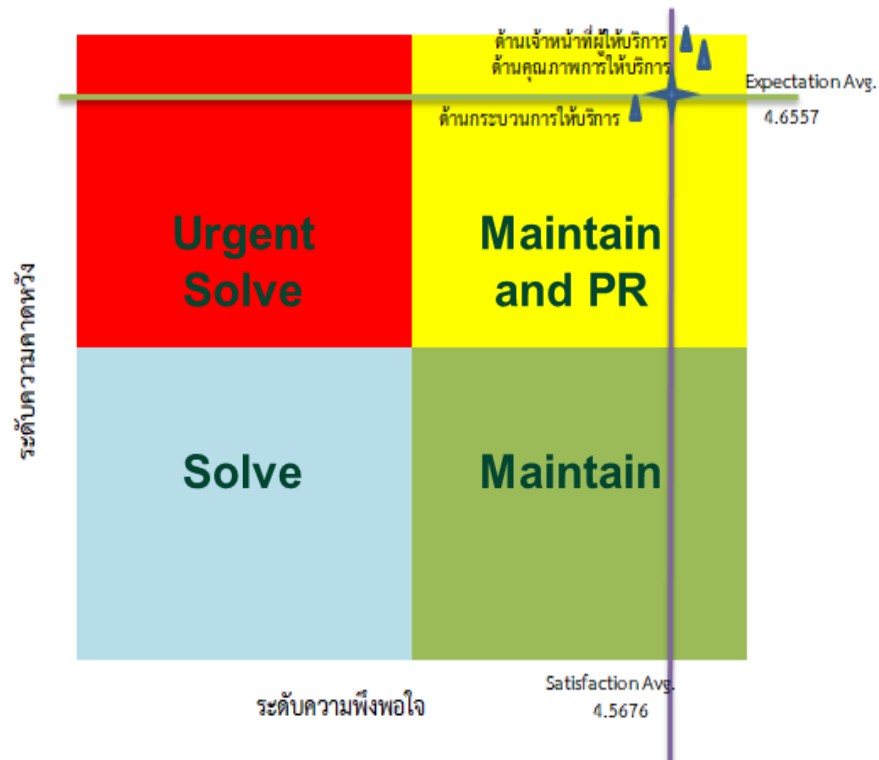 ด้านเจ้าหน้าที่ผู้ให้บริการ
ด้านคุณภาพการให้บริการ
Expectation Avg.
4.6557
ด้านกระบวนการให้บริการ
Urgent
Solve
Maintain
and PR
ระดับความคาดหวัง
Solve
Maintain
Satisfaction Avg.
4.5676
ระดับความพึงพอใจ